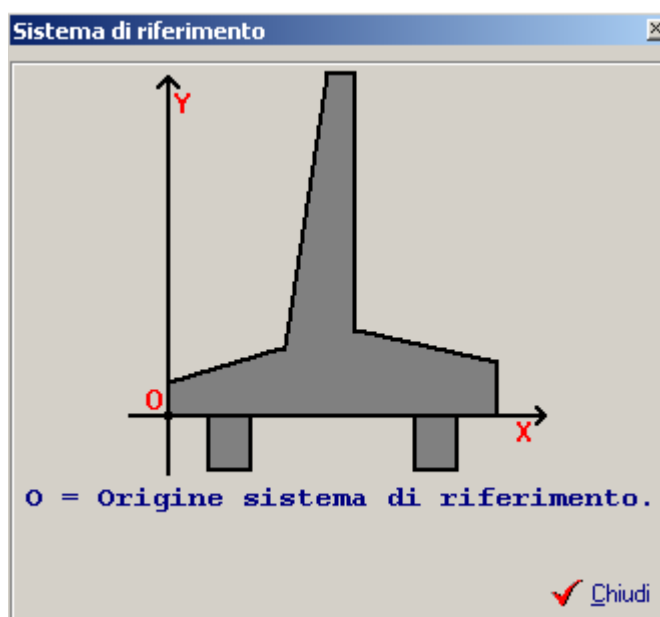 Sistema di riferimento
Y
O
X
O = Origine sistema di riferimento.
Chiudi